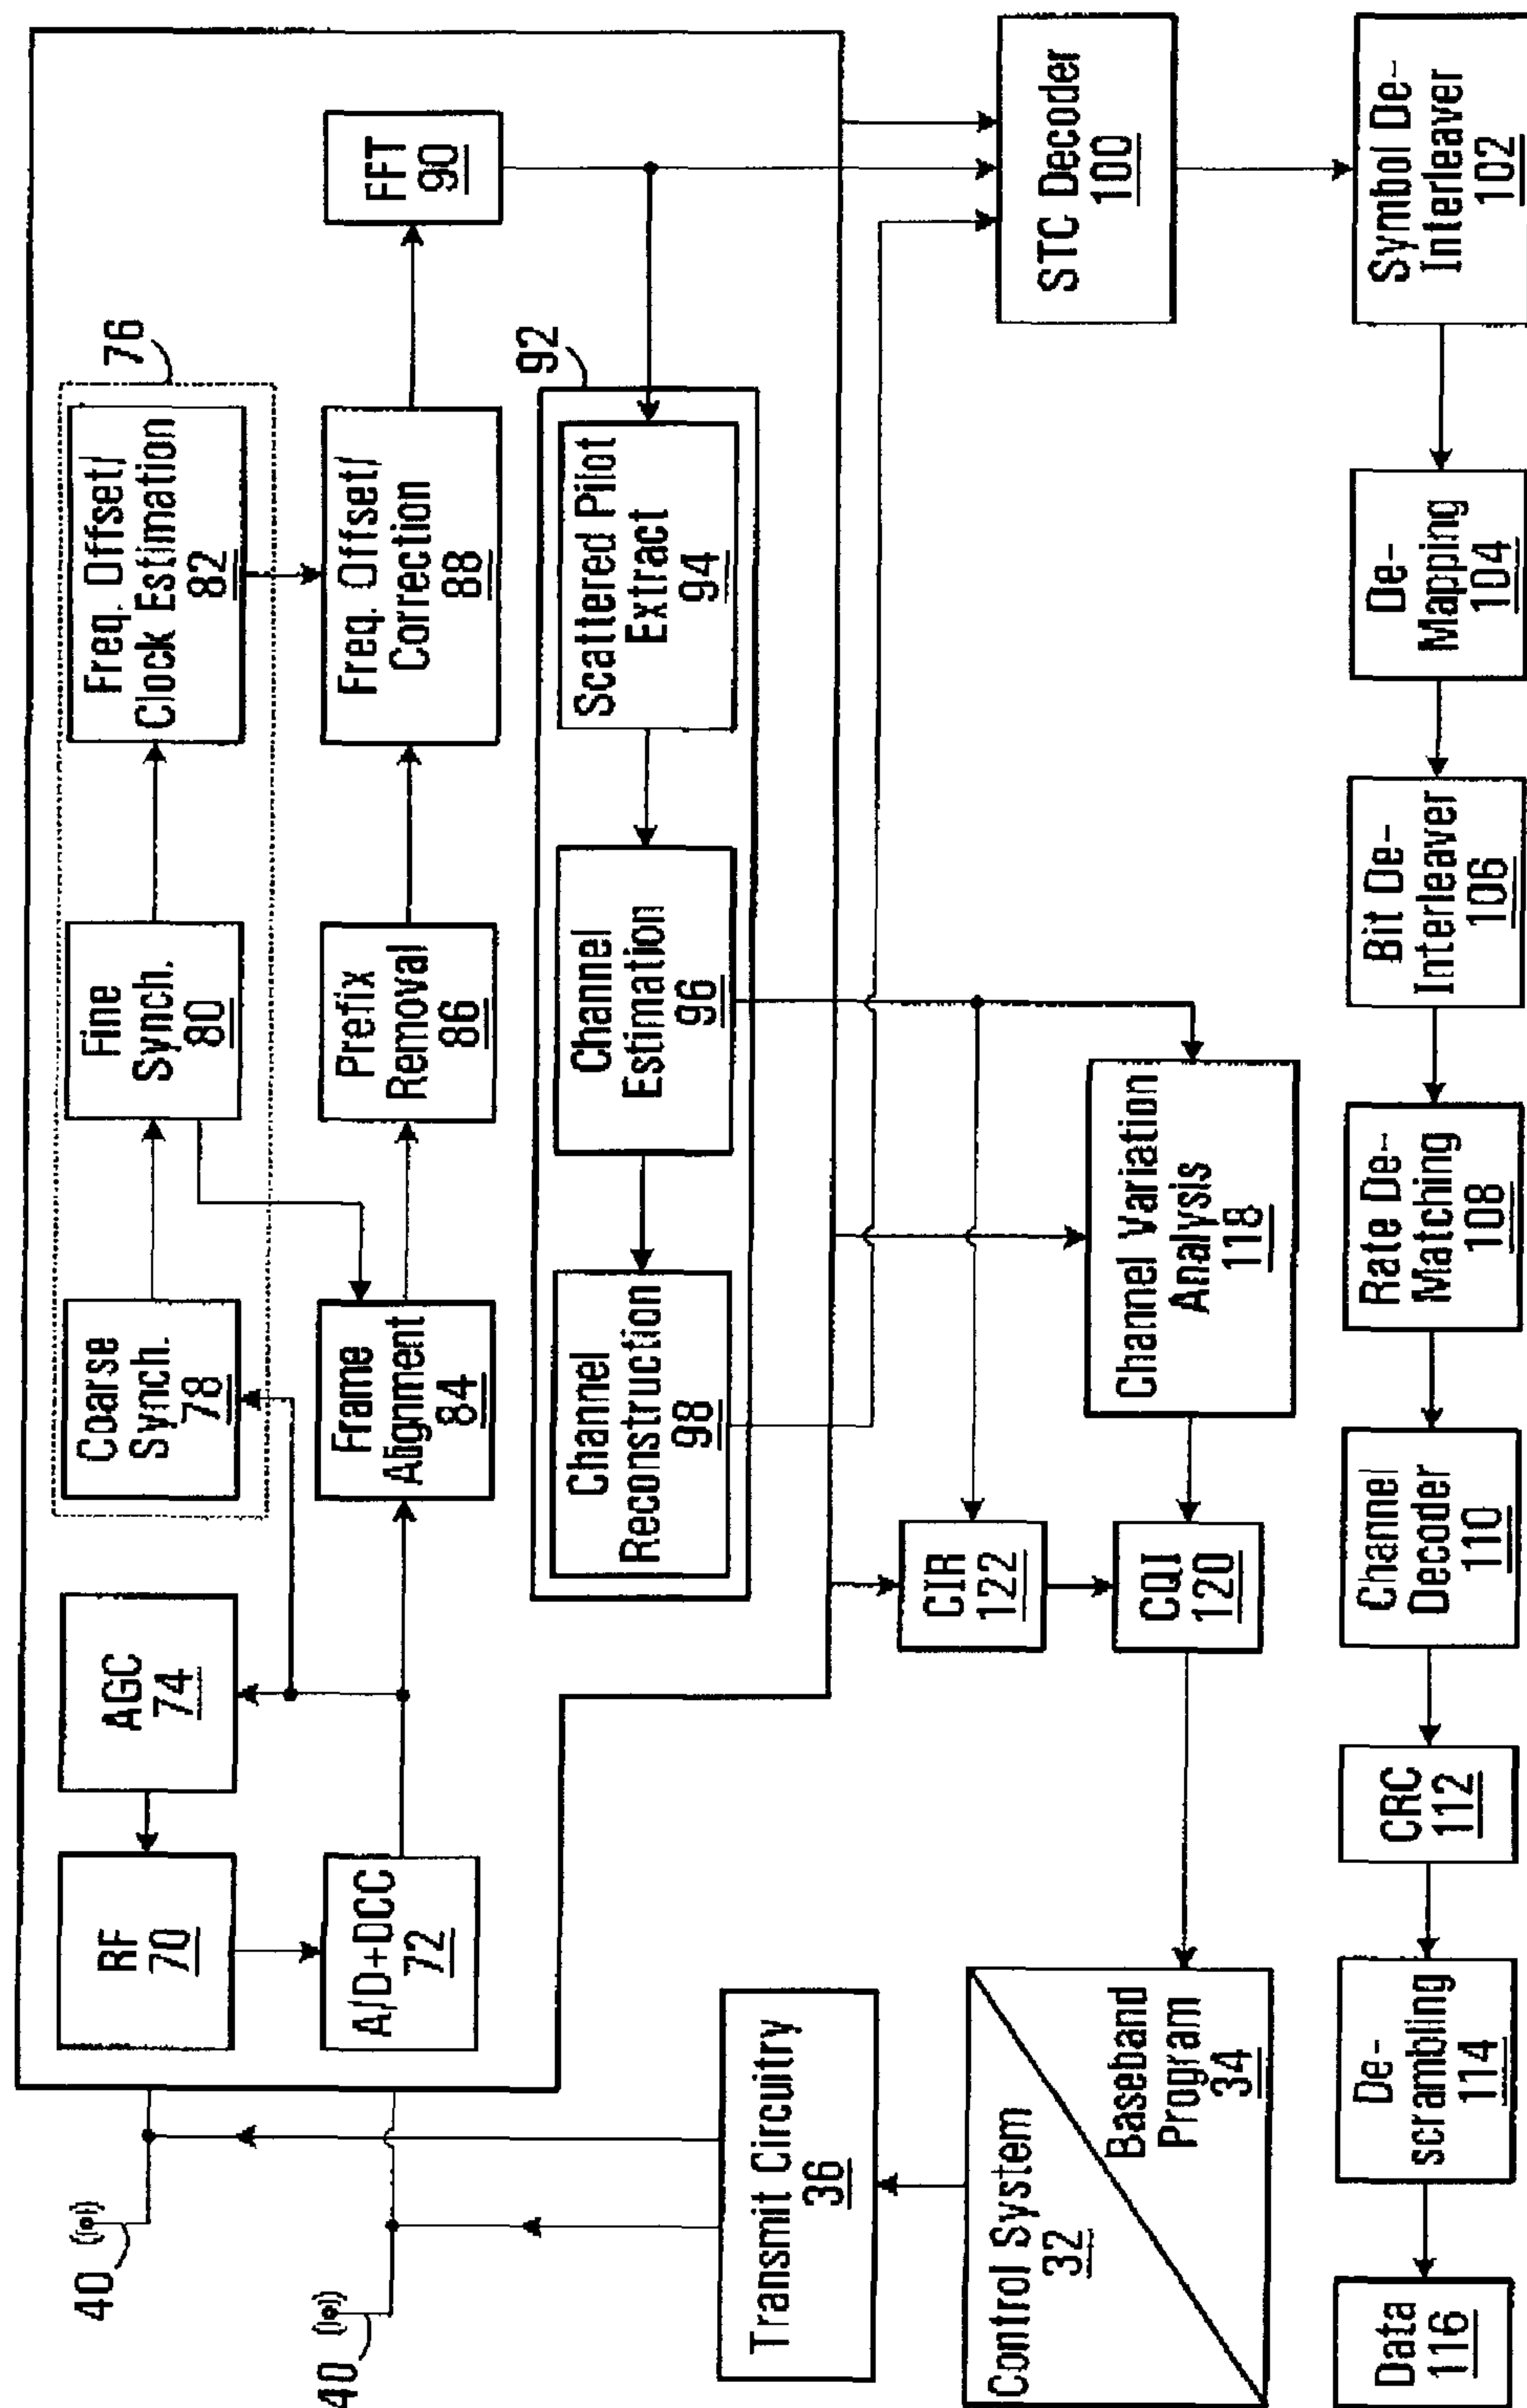 40
40
RF
70
AGC
74
A/D+DCC
72
76
Coarse
Synch.
78
Fine
Synch.
80
Freq. Offset/
Clock Estimation
82
Frame
Alignment
84
Prefix
Removal
86
Freq. Offset/
Correction
88
FFT
90
92
Channel
Reconstruction
98
Channel
Estimation
96
Scattered Pilot
Extract
94
Transmit Circuitry
36
CIR
122
STC Decoder
100
Control System
32
Baseband
Program
34
CQI
120
Channel Variation
Analysis
118
Data
116
De-
scrambling
114
CRC
112
Channel
Decoder
110
Rate De-
Matching
108
Bit De-
Interleaver
106
De-
Mapping
104
Symbol De-
Interleaver
102